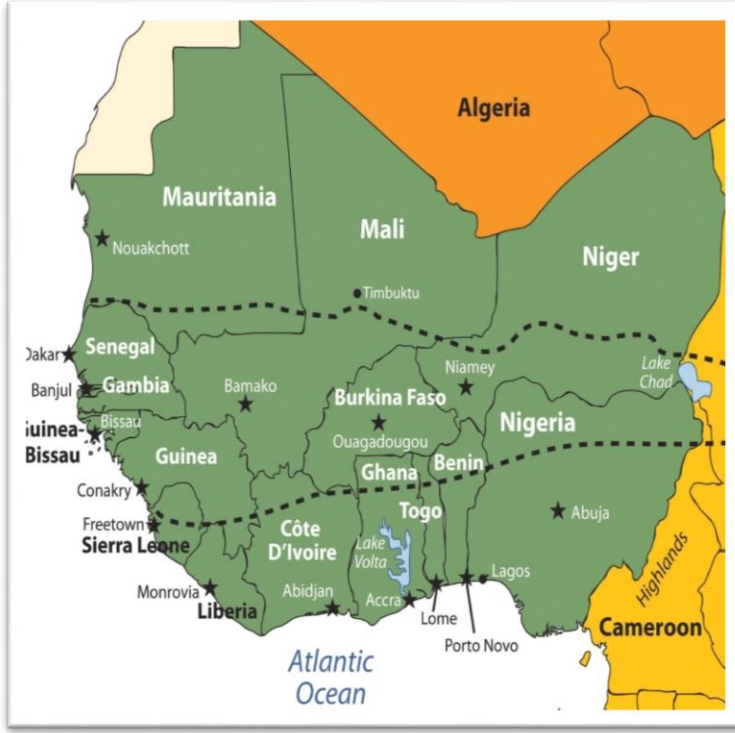 Algeria
Mauritania
Mali
Niger
Nouakchott
Timbuktu
Dakar
Senegal
Banjul
Gambia
Bamako
Burkina Faso
Niamey
Lake
Chad
Guinea-
Bissau
Bissau
Guinea
Ouagadougou
Nigeria
Ghana
Benin
Conakry
Togo
Abuja
Freetown
Sierra Leone
Côte
D'Ivoire
Lake
Volta
Highlands
Monrovia
Liberia
Abidjan
Accra
Lagos
Lome
Porto Novo
Cameroon
Atlantic
Ocean